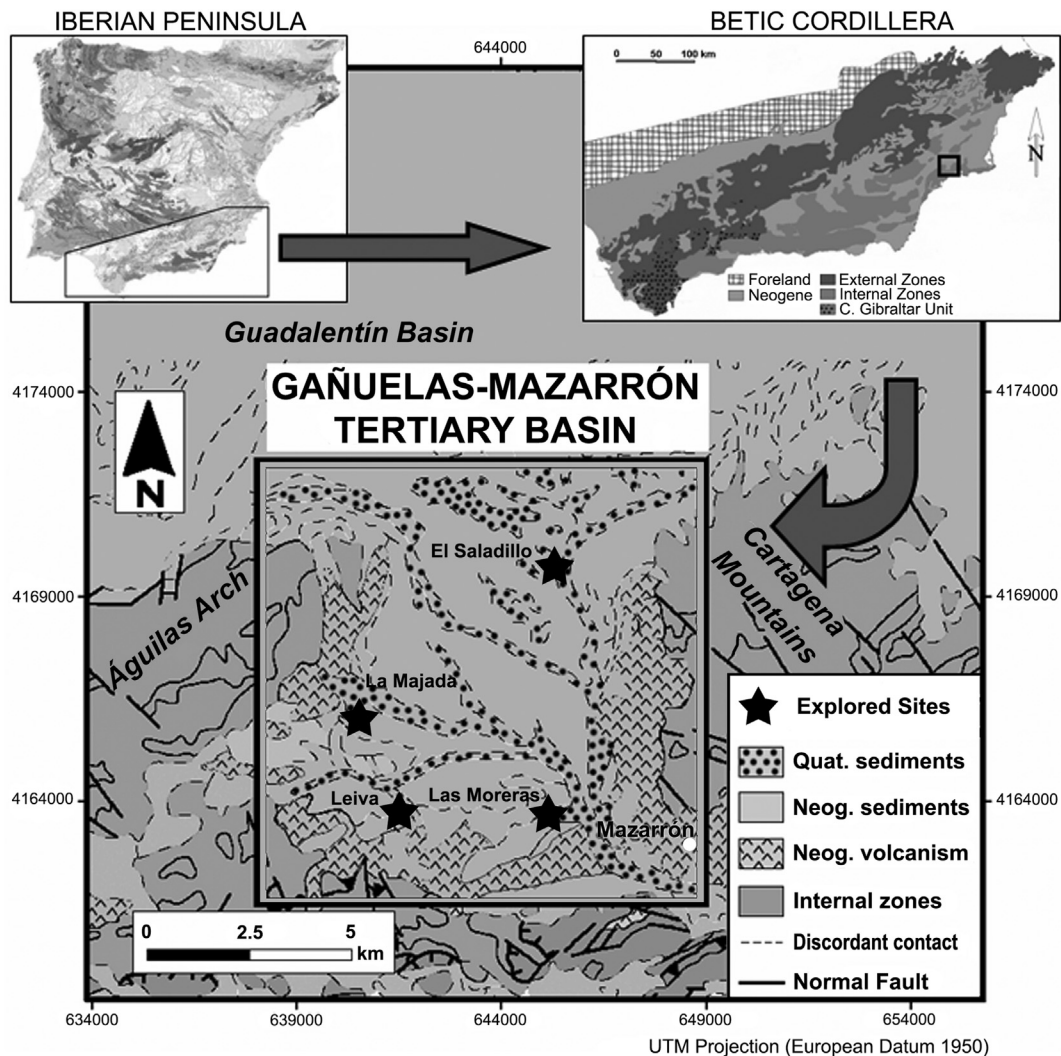 IBERIAN PENINSULA
BETIC CORDILLERA
644000
0 50 100 km
N
Foreland
External Zones
Neogene
Internal Zones
C. Gibraltar Unit
Guadalentín Basin
4174000
4174000
GAÑUELAS-MAZARRÓN
TERTIARY BASIN
N
El Saladillo
Cartagena
Mountains
4169000
4169000
Águilas Arch
La Majada
Explored Sites
Quat. sediments
4164000
4164000
Leiva
Las Moreras
Mazarrón
Neog. sediments
Neog. volcanism
Internal zones
0 2.5 5
km
Discordant contact
Normal Fault
634000 639000 644000 649000 654000
UTM Projection (European Datum 1950)